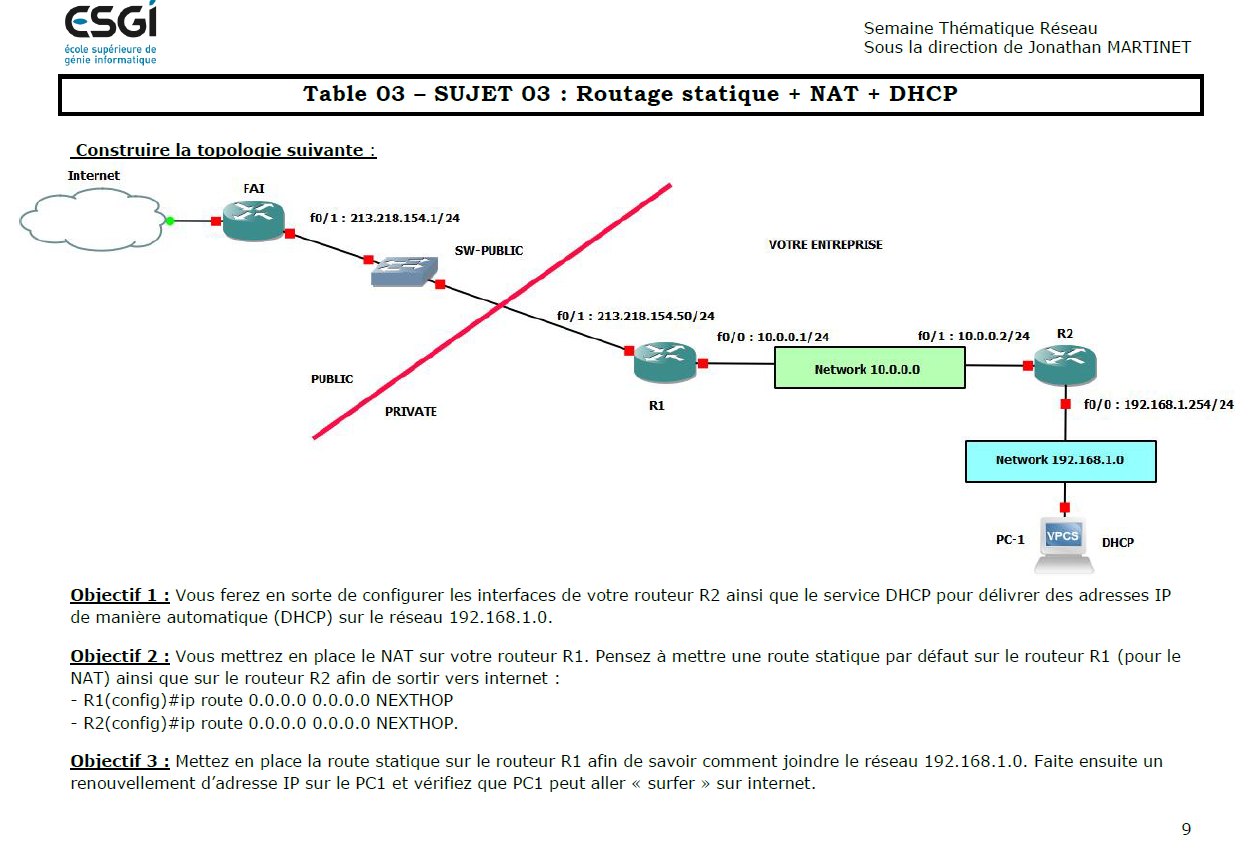 ESGI
école supérieure de
génie informatique
Semaine Thématique Réseau
Sous la direction de Jonathan MARTINET
Table 03 – SUJET 03 : Routage statique + NAT + DHCP
Construire la topologie suivante :
Internet
FAI
f0/1 : 213.218.154.1/24
SW-PUBLIC
VOTRE ENTREPRISE
f0/1 : 213.218.154.50/24
f0/0 : 10.0.0.1/24
f0/1 : 10.0.0.2/24
R2
Network 10.0.0.0
PUBLIC
PRIVATE
R1
f0/0 : 192.168.1.254/24
Network 192.168.1.0
PC-1
VPCS
DHCP
Objectif 1 : Vous ferez en sorte de configurer les interfaces de votre routeur R2 ainsi que le service DHCP pour délivrer des adresses IP
de manière automatique (DHCP) sur le réseau 192.168.1.0.
Objectif 2 : Vous mettrez en place le NAT sur votre routeur R1. Pensez à mettre une route statique par défaut sur le routeur R1 (pour le
NAT) ainsi que sur le routeur R2 afin de sortir vers internet :
- R1(config)#ip route 0.0.0.0 0.0.0.0 NEXTHOP
- R2(config)#ip route 0.0.0.0 0.0.0.0 NEXTHOP.
Objectif 3 : Mettez en place la route statique sur le routeur R1 afin de savoir comment joindre le réseau 192.168.1.0. Faite ensuite un
renouvellement d’adresse IP sur le PC1 et vérifiez que PC1 peut aller « surfer » sur internet.
9